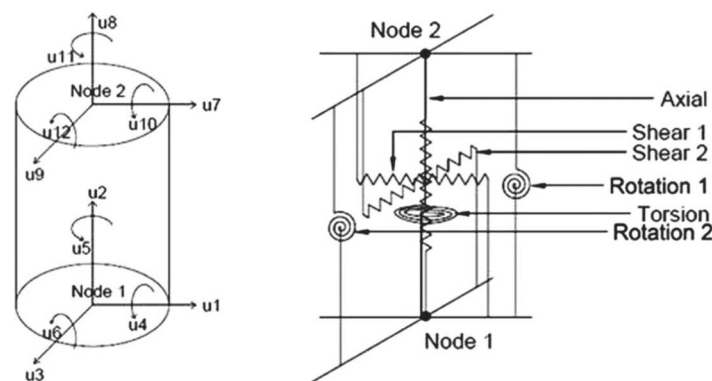 u8
u11
Node 2
u7
u10
u12
u9
u2
u5
Node 1
u1
u4
u6
u3
Node 2
Axial
Shear 1
Shear 2
Rotation 1
Torsion
Rotation 2
Node 1